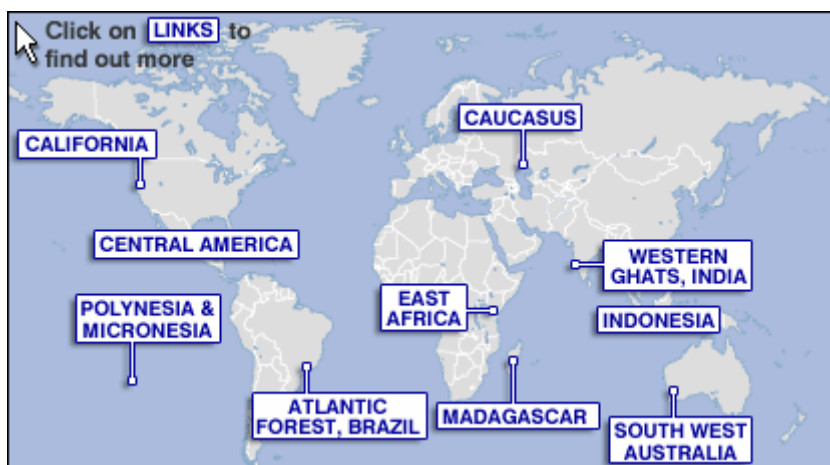 Click on LINKS to
find out more
CAUCASUS
CALIFORNIA
CENTRAL AMERICA
WESTERN
GHATS, INDIA
EAST
AFRICA
POLYNESIA &
MICRONESIA
INDONESIA
ATLANTIC
FOREST, BRAZIL
MADAGASCAR
SOUTH WEST
AUSTRALIA